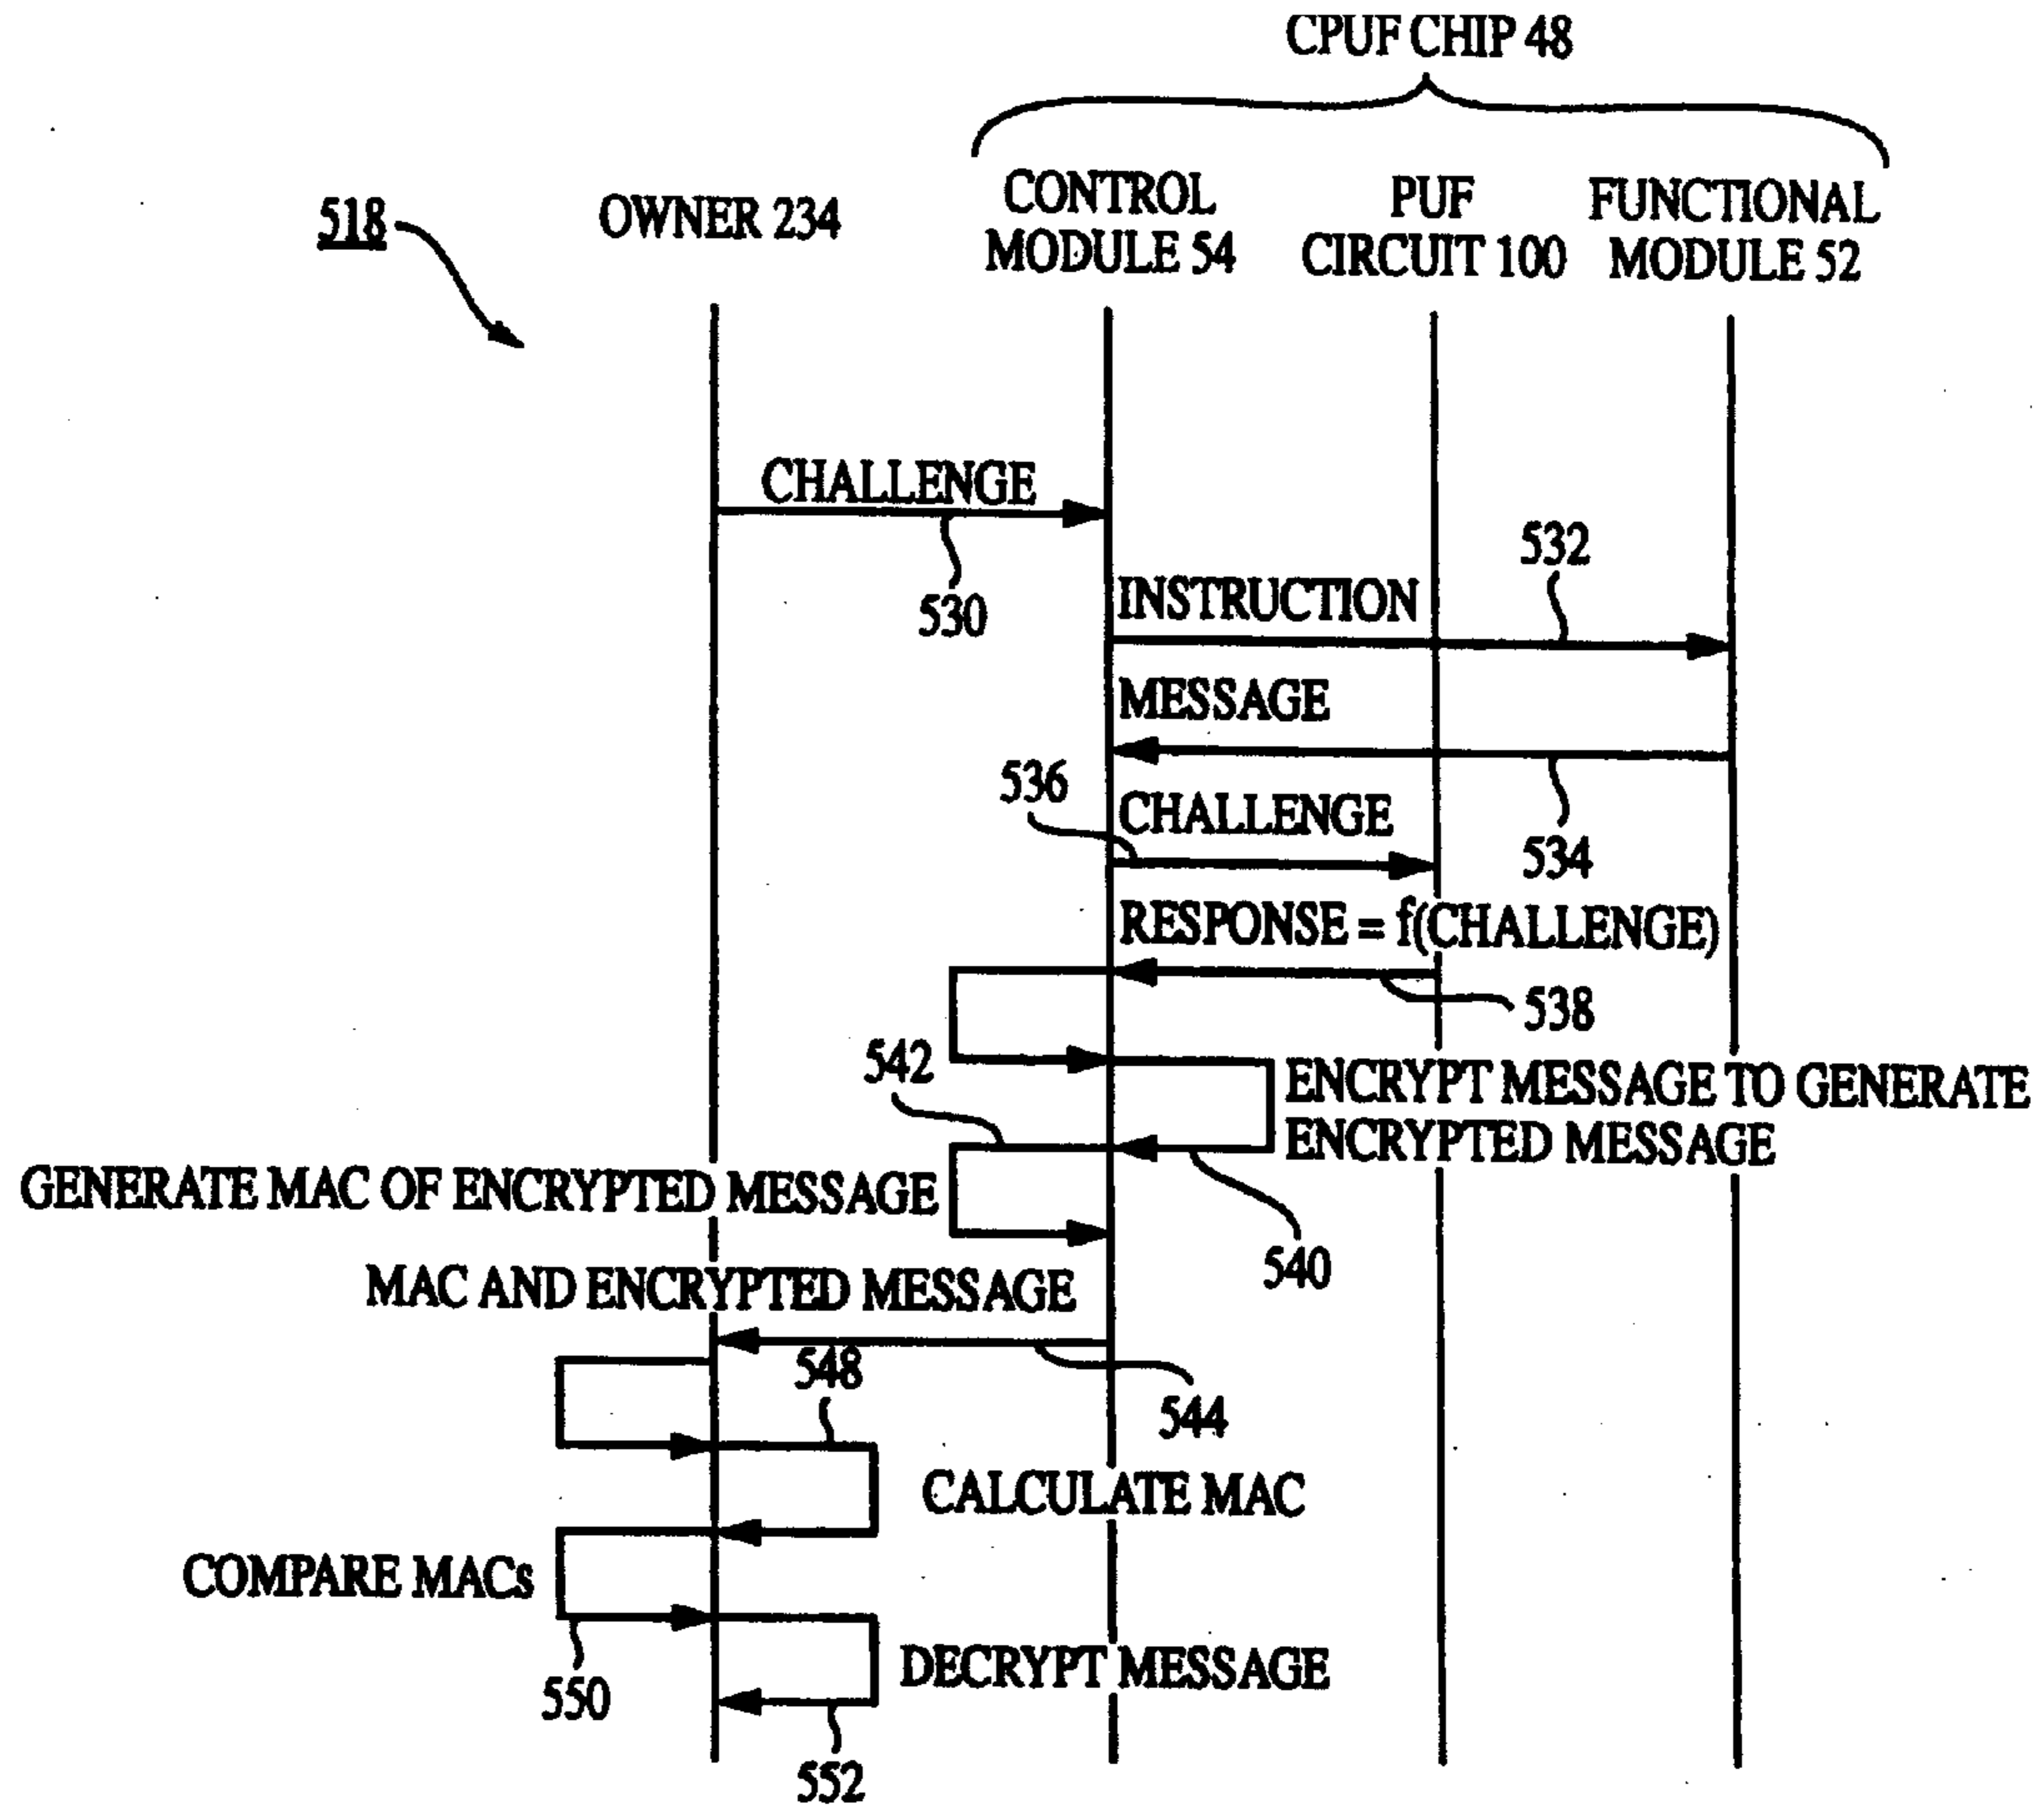 CPUF CHIP 48
518
OWNER 234
CONTROL
MODULE 54
PUF
CIRCUIT 100
FUNCTIONAL
MODULE 52
CHALLENGE
530
INSTRUCTION
532
MESSAGE
534
536
CHALLENGE
RESPONSE = f(CHALLENGE)
538
542
ENCRYPT MESSAGE TO GENERATE
ENCRYPTED MESSAGE
540
GENERATE MAC OF ENCRYPTED MESSAGE
MAC AND ENCRYPTED MESSAGE
544
548
CALCULATE MAC
COMPARE MACs
550
DECRYPT MESSAGE
552